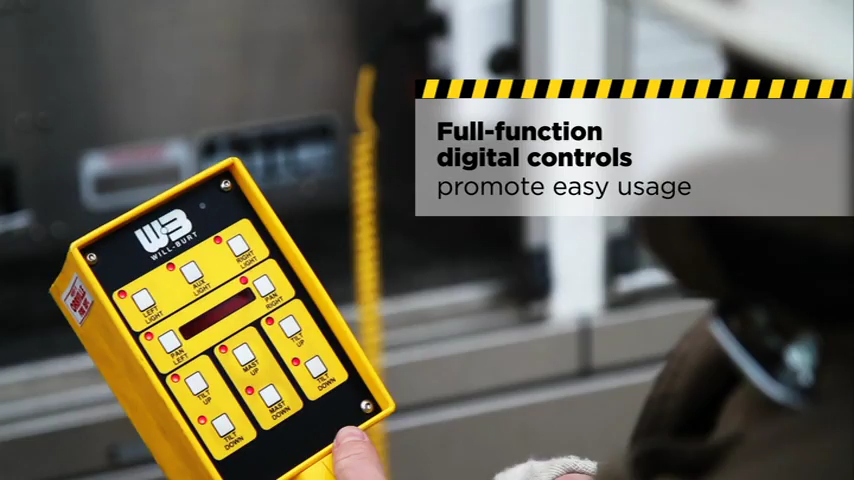 Full-function
digital controls
promote easy usage
WB
WILL-BURT
LEFT
LIGHT
AUX
LIGHT
RIGHT
LIGHT
PAN
LEFT
PAN
RIGHT
TILT
UP
MAST
UP
TILT
UP
TILT
DOWN
MAST
DOWN
TILT
DOWN